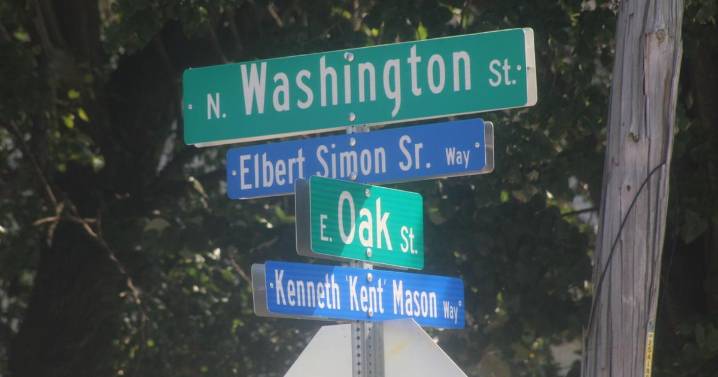 N. Washington St.
Elbert Simon Sr. Way
E. Oak St.
Kenneth 'Kent' Mason Way